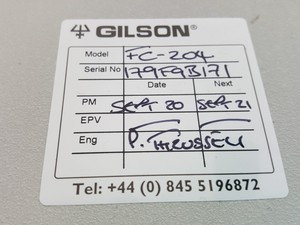 GILSON
Model FC-204
Serial No 179F9B171
Date Next
PM SEPT 20 SEPT 21
EPV
Eng P.
Tel: +44 (0) 845 5196872